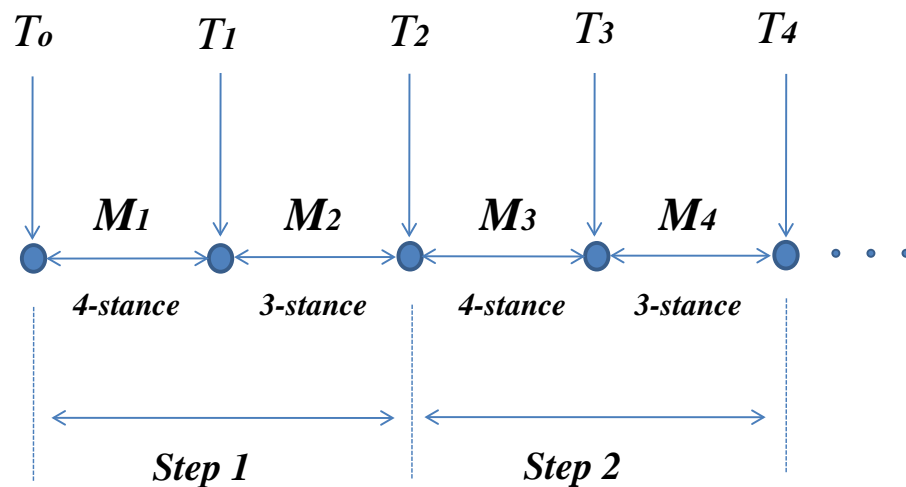 To T1 T2 T3 T4
M1 M2 M3 M4
4-stance 3-stance 4-stance 3-stance
Step 1 Step 2